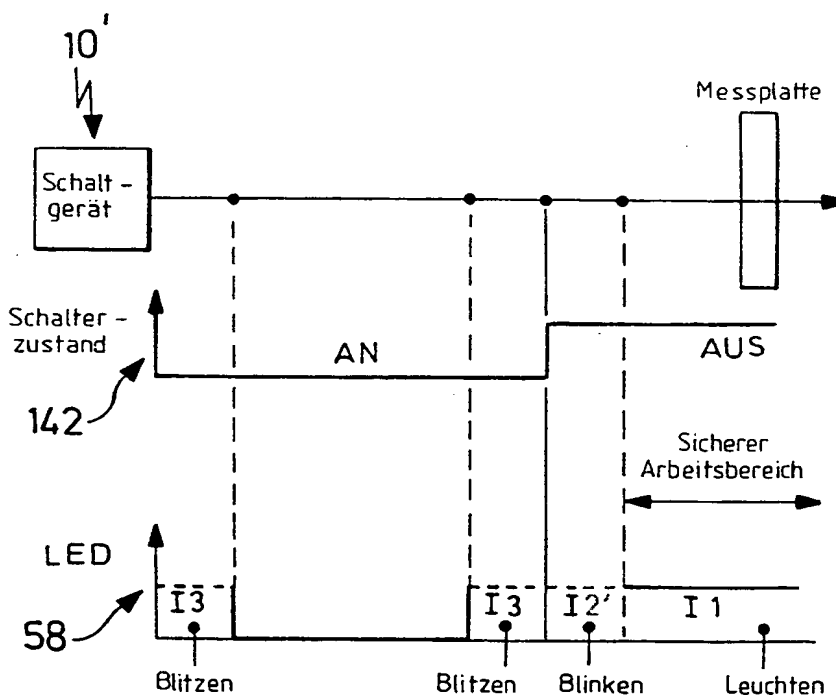 10'
Messplatte
Schalt-
gerät
Schalter-
zustand
AN
AUS
142
Sicherer
Arbeitsbereich
LED
I3
I3
I2'
I1
58
Blitzen
Blitzen
Blinken
Leuchten